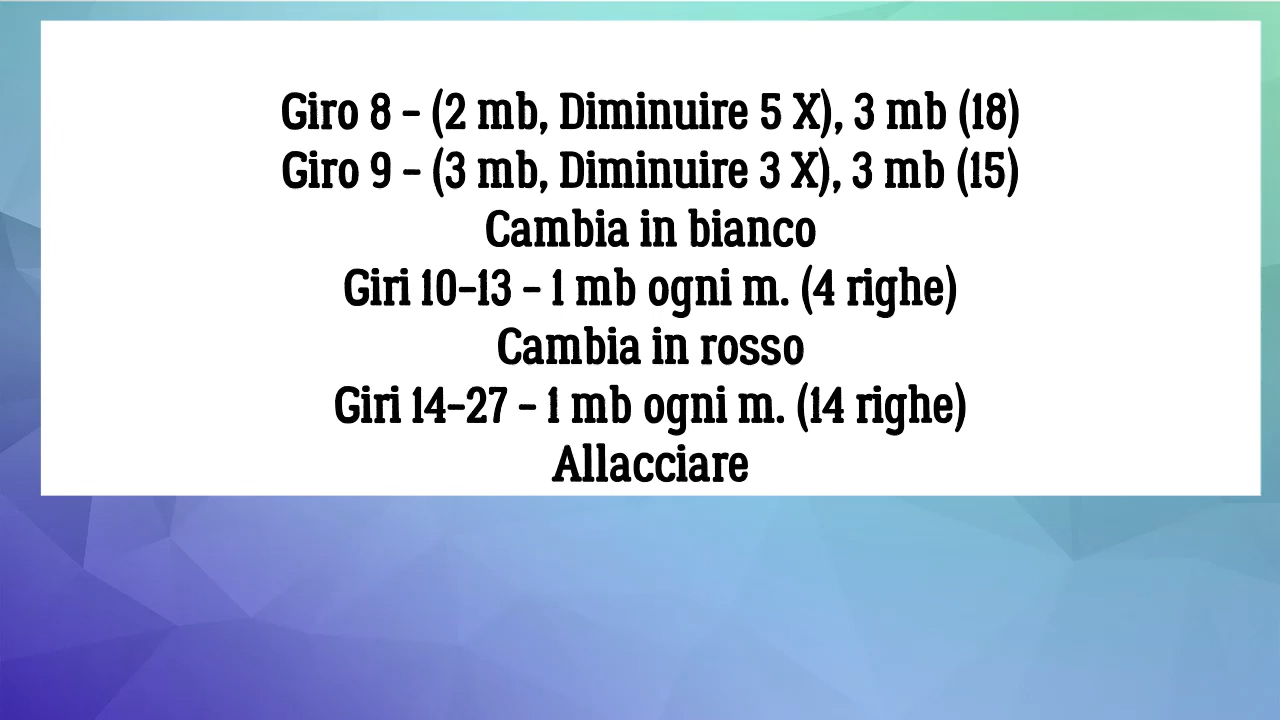 Giro 8 – (2 mb, Diminuire 5 X), 3 mb (18)
Giro 9 – (3 mb, Diminuire 3 X), 3 mb (15)
Cambia in bianco
Giri 10–13 – 1 mb ogni m. (4 righe)
Cambia in rosso
Giri 14–27 – 1 mb ogni m. (14 righe)
Allacciare